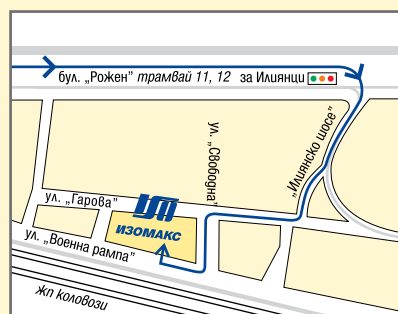 бул. „Рожен” трамвай 11, 12 за Илиянци
ул. „Свободна”
„Илиянско шосе”
ул. „Гарова”
ИЗОМАКС
ул. „Военна рампа”
жп коловози